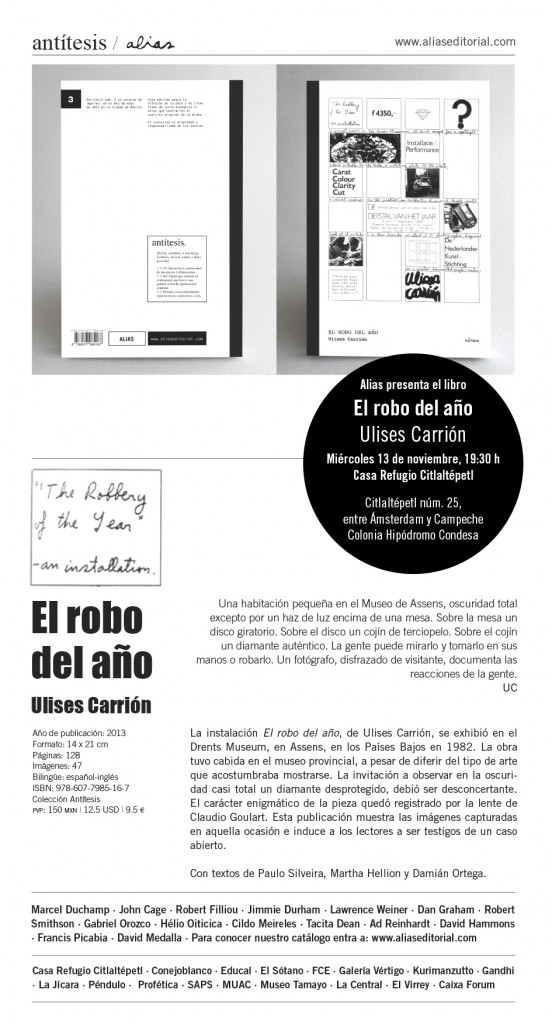 antítesis / alias
www.aliaseditorial.com
3
antítesis.
ALIAS
www.aliaseditorial.com
"The Robbery
of the Year"
- an installation
f 4350,-
?
Installatie/
Performance
Carat
Colour
Clarity
Cut
DE
DIEFSTAL VAN HET JAAR
De
Nederlandse
Kunst-
Stichting
Ulises
Carrión
EL ROBO DEL AÑO
Ulises Carrión
alias
Alias presenta el libro
El robo del año
Ulises Carrión
Miércoles 13 de noviembre, 19:30 h
Casa Refugio Citlaltépetl
Citlaltépetl núm. 25,
entre Ámsterdam y Campeche
Colonia Hipódromo Condesa
"The Robbery
of the Year"
- an installation.
El robo
del año
Ulises Carrión
Año de publicación: 2013
Formato: 14 x 21 cm
Páginas: 128
Imágenes: 47
Bilingüe: español-inglés
ISBN: 978-607-7985-16-7
Colección Antítesis
PVP: 150 MXN | 12.5 USD | 9.5 €
Una habitación pequeña en el Museo de Assens, oscuridad total
excepto por un haz de luz encima de una mesa. Sobre la mesa un
disco giratorio. Sobre el disco un cojín de terciopelo. Sobre el cojín
un diamante auténtico. La gente puede mirarlo y tomarlo en sus
manos o robarlo. Un fotógrafo, disfrazado de visitante, documenta las
reacciones de la gente.
UC
La instalación El robo del año, de Ulises Carrión, se exhibió en el
Drents Museum, en Assens, en los Países Bajos en 1982. La obra
tuvo cabida en el museo provincial, a pesar de diferir del tipo de arte
que acostumbraba mostrarse. La invitación a observar en la oscuri-
dad casi total un diamante desprotegido, debió ser desconcertante.
El carácter enigmático de la pieza quedó registrado por la lente de
Claudio Goulart. Esta publicación muestra las imágenes capturadas
en aquella ocasión e induce a los lectores a ser testigos de un caso
abierto.
Con textos de Paulo Silveira, Martha Hellion y Damián Ortega.
Marcel Duchamp · John Cage · Robert Filliou · Jimmie Durham · Lawrence Weiner · Dan Graham · Robert
Smithson · Gabriel Orozco · Hélio Oiticica · Cildo Meireles · Tacita Dean · Ad Reinhardt · David Hammons
· Francis Picabia · David Medalla · Para conocer nuestro catálogo entra a: www.aliaseditorial.com
Casa Refugio Citlaltépetl · Conejoblanco · Educal · El Sótano · FCE · Galería Vértigo · Kurimanzutto · Gandhi
· La Jícara · Péndulo · Profética · SAPS · MUAC · Museo Tamayo · La Central · El Virrey · Caixa Forum